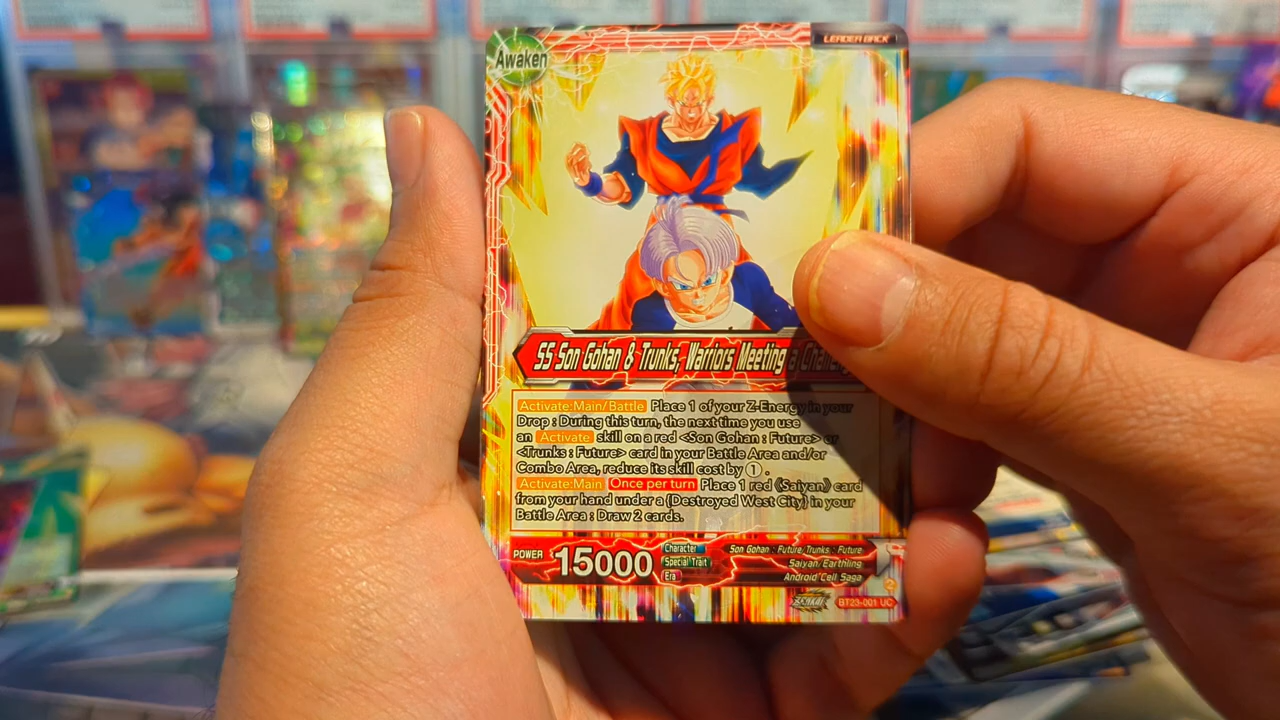 Awaken
LEADER BACK
SS Son Gohan & Trunks, Warriors Meeting a
Activate:Main/Battle Place 1 of your Z-Energy in your
Drop : During this turn, the next time you use
an Activate skill on a red <Son Gohan : Future> or
<Trunks : Future> card in your Battle Area and/or
Combo Area, reduce its skill cost by 1 .
Activate:Main Once per turn Place 1 red 《Saiyan》 card
from your hand under a {Destroyed West City} in your
Battle Area : Draw 2 cards.
POWER 15000
Character Son Gohan : Future/Trunks : Future
Special Trait Saiyan/Earthling
Era Android/Cell Saga
BT23-001 UC